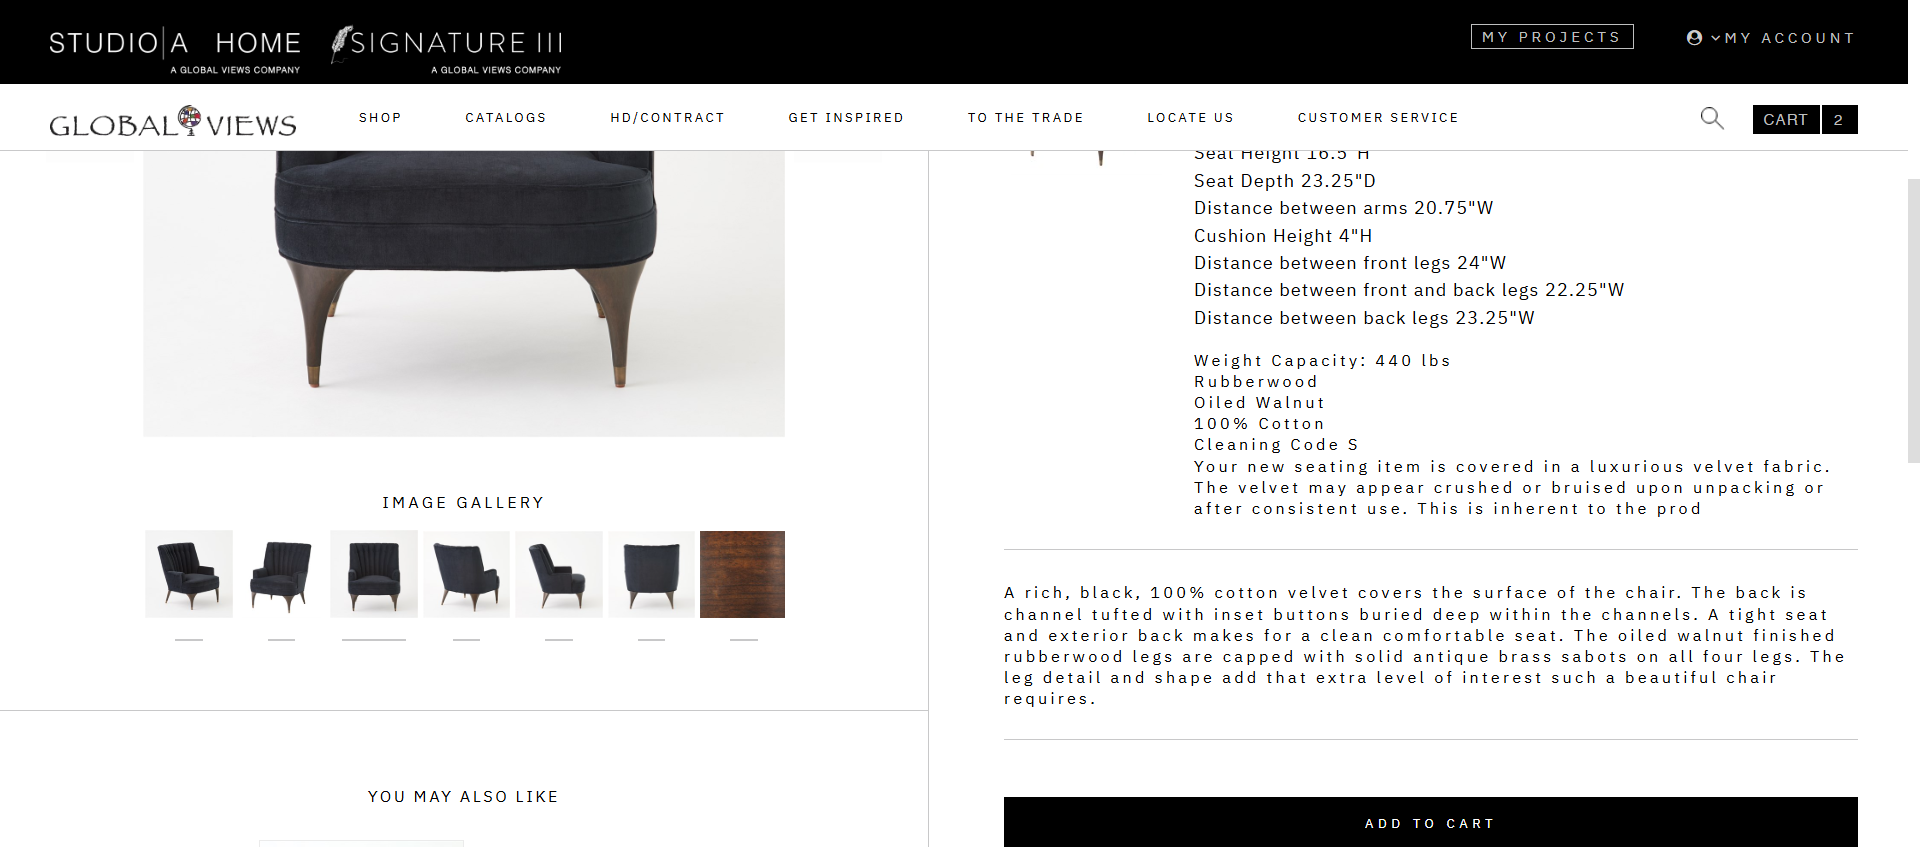 STUDIO|A HOME
A GLOBAL VIEWS COMPANY
SIGNATURE III
A GLOBAL VIEWS COMPANY
MY PROJECTS
MY ACCOUNT
GLOBAL VIEWS
SHOP
CATALOGS
HD/CONTRACT
GET INSPIRED
TO THE TRADE
LOCATE US
CUSTOMER SERVICE
CART 2
Seat Height 16.5"H
Seat Depth 23.25"D
Distance between arms 20.75"W
Cushion Height 4"H
Distance between front legs 24"W
Distance between front and back legs 22.25"W
Distance between back legs 23.25"W
Weight Capacity: 440 lbs
Rubberwood
Oiled Walnut
100% Cotton
Cleaning Code S
Your new seating item is covered in a luxurious velvet fabric.
The velvet may appear crushed or bruised upon unpacking or
after consistent use. This is inherent to the prod
IMAGE GALLERY
A rich, black, 100% cotton velvet covers the surface of the chair. The back is
channel tufted with inset buttons buried deep within the channels. A tight seat
and exterior back makes for a clean comfortable seat. The oiled walnut finished
rubberwood legs are capped with solid antique brass sabots on all four legs. The
leg detail and shape add that extra level of interest such a beautiful chair
requires.
YOU MAY ALSO LIKE
ADD TO CART